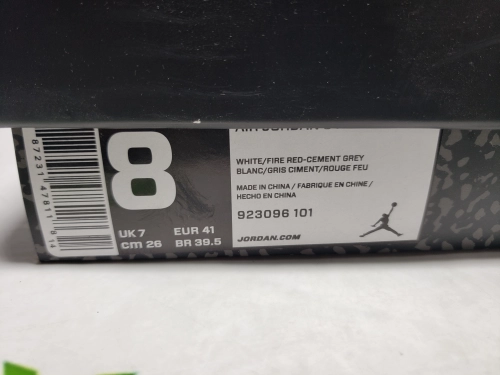 8
UK 7 EUR 41
cm 26 BR 39.5
WHITE/FIRE RED-CEMENT GREY
BLANC/GRIS CIMENT/ROUGE FEU
MADE IN CHINA / FABRIQUE EN CHINE /
HECHO EN CHINA
923096 101
JORDAN.COM